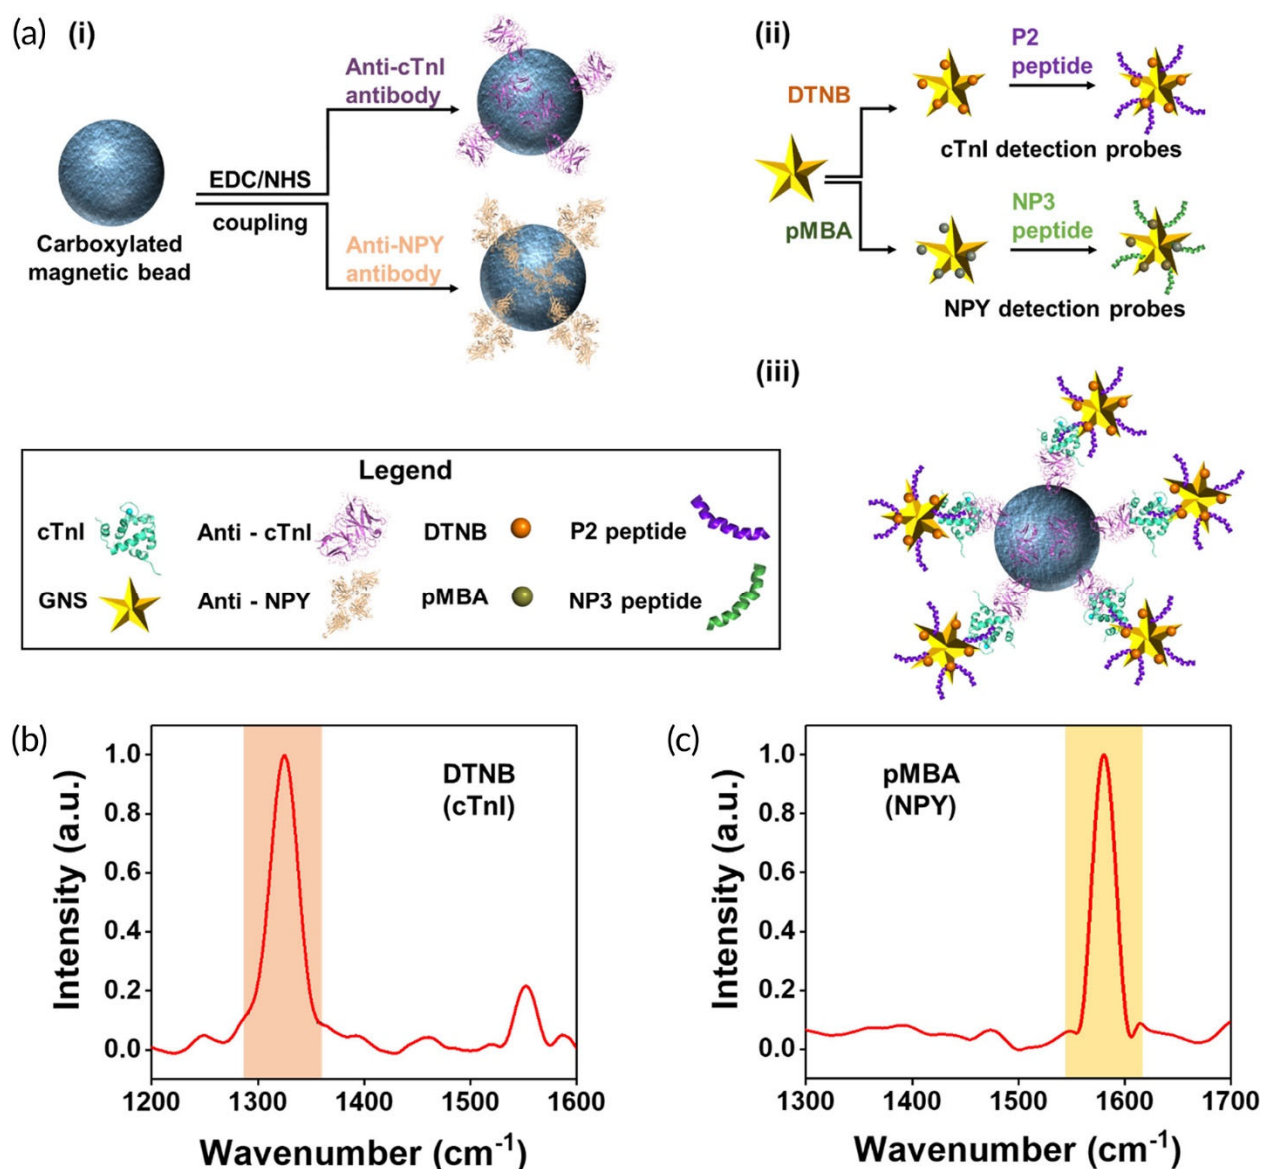 (a) (i)
Carboxylated
magnetic bead
EDC/NHS
coupling
Anti-cTnI
antibody
Anti-NPY
antibody
(ii)
DTNB
pMBA
P2
peptide
cTnI detection probes
NP3
peptide
NPY detection probes
(iii)
Legend
cTnI
Anti - cTnI
DTNB
P2 peptide
GNS
Anti - NPY
pMBA
NP3 peptide
(b)
Intensity (a.u.)
1.0
0.8
0.6
0.4
0.2
0.0
DTNB
(cTnI)
1200 1300 1400 1500 1600
Wavenumber (cm⁻¹)
(c)
Intensity (a.u.)
1.0
0.8
0.6
0.4
0.2
0.0
pMBA
(NPY)
1300 1400 1500 1600 1700
Wavenumber (cm⁻¹)